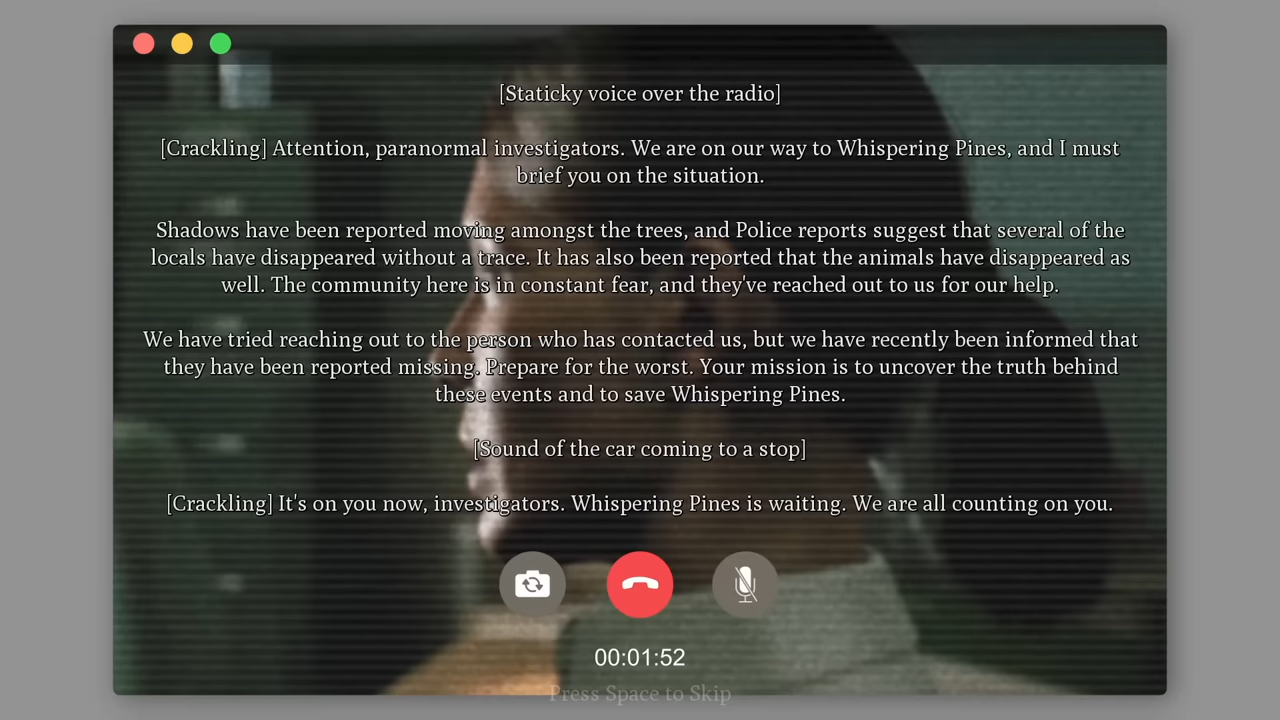 [Staticky voice over the radio]
[Crackling] Attention, paranormal investigators. We are on our way to Whispering Pines, and I must
brief you on the situation.
Shadows have been reported moving amongst the trees, and Police reports suggest that several of the
locals have disappeared without a trace. It has also been reported that the animals have disappeared as
well. The community here is in constant fear, and they've reached out to us for our help.
We have tried reaching out to the person who has contacted us, but we have recently been informed that
they have been reported missing. Prepare for the worst. Your mission is to uncover the truth behind
these events and to save Whispering Pines.
[Sound of the car coming to a stop]
[Crackling] It's on you now, investigators. Whispering Pines is waiting. We are all counting on you.
00:01:52
Press Space to Skip